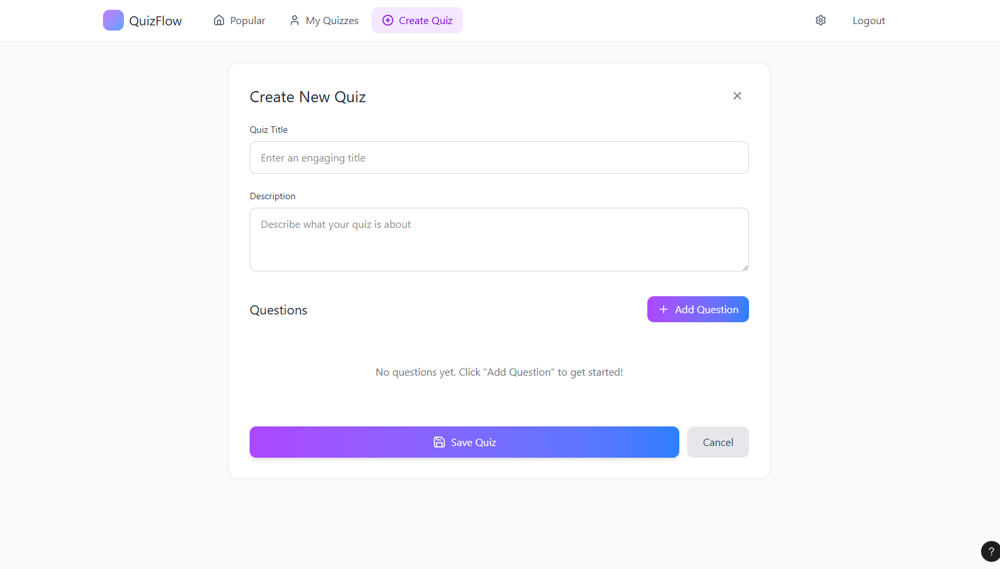 QuizFlow
Popular
My Quizzes
Create Quiz
Logout
Create New Quiz
Quiz Title
Enter an engaging title
Description
Describe what your quiz is about
Questions
Add Question
No questions yet. Click "Add Question" to get started!
Save Quiz
Cancel
?